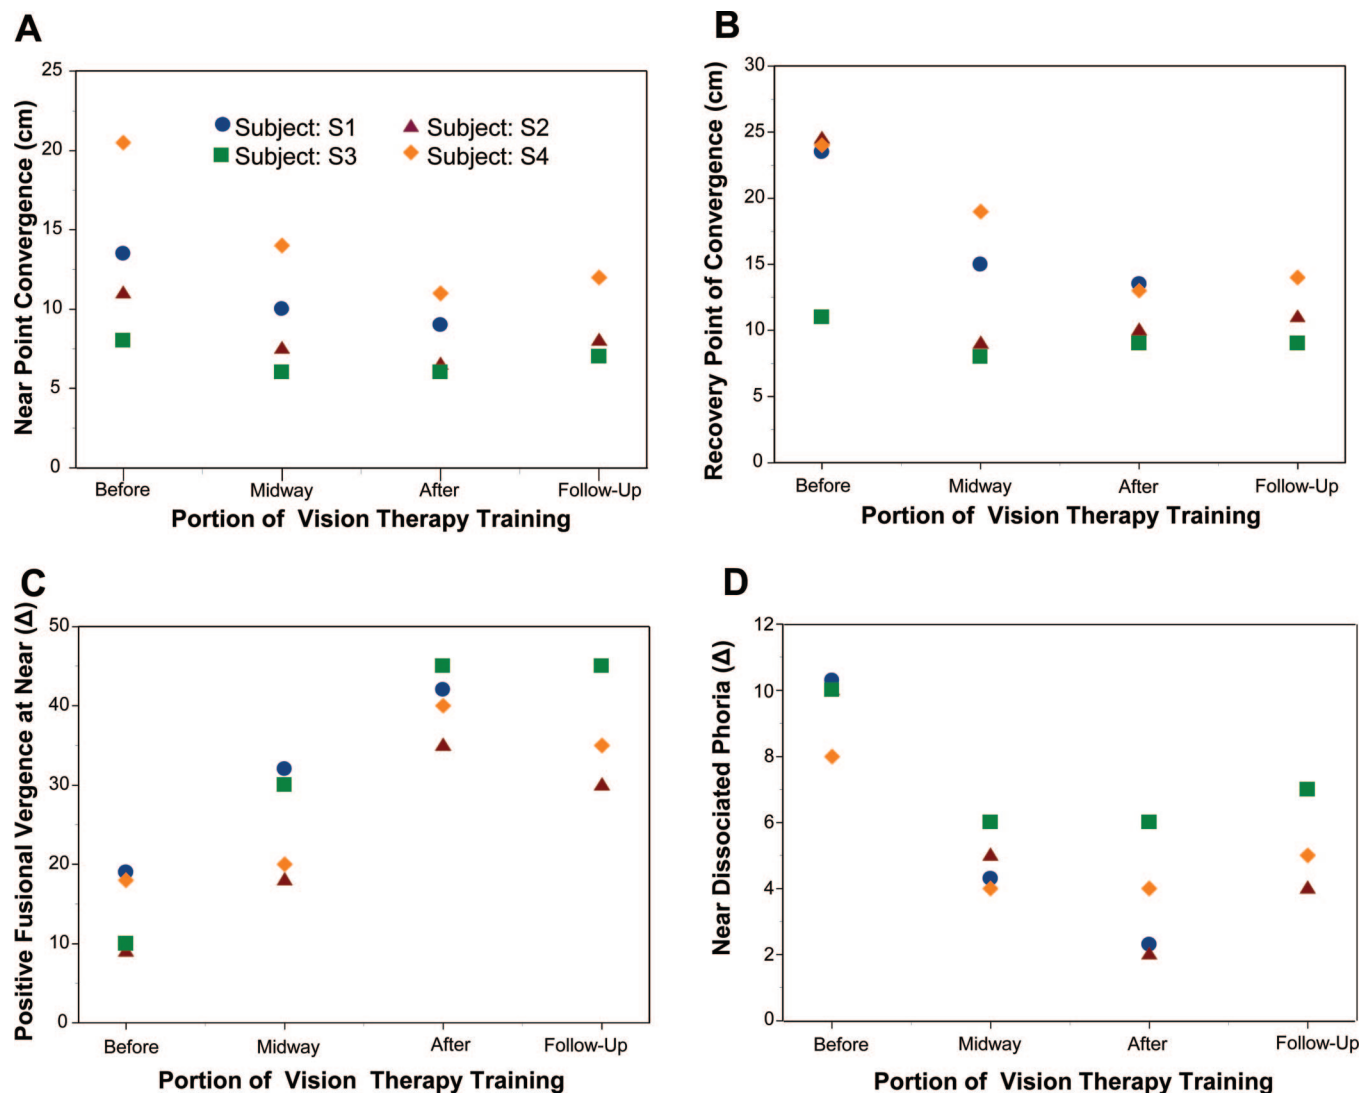 A
Near Point Convergence (cm)
25
20
15
10
5
0
Subject: S1
Subject: S2
Subject: S3
Subject: S4
Before
Midway
After
Follow-Up
Portion of Vision Therapy Training
B
Recovery Point of Convergence (cm)
30
25
20
15
10
5
0
Before
Midway
After
Follow-Up
Portion of Vision Therapy Training
C
Positive Fusional Vergence at Near (Δ)
50
40
30
20
10
0
Before
Midway
After
Follow-Up
Portion of Vision Therapy Training
D
Near Dissociated Phoria (Δ)
12
10
8
6
4
2
0
Before
Midway
After
Follow-Up
Portion of Vision Therapy Training